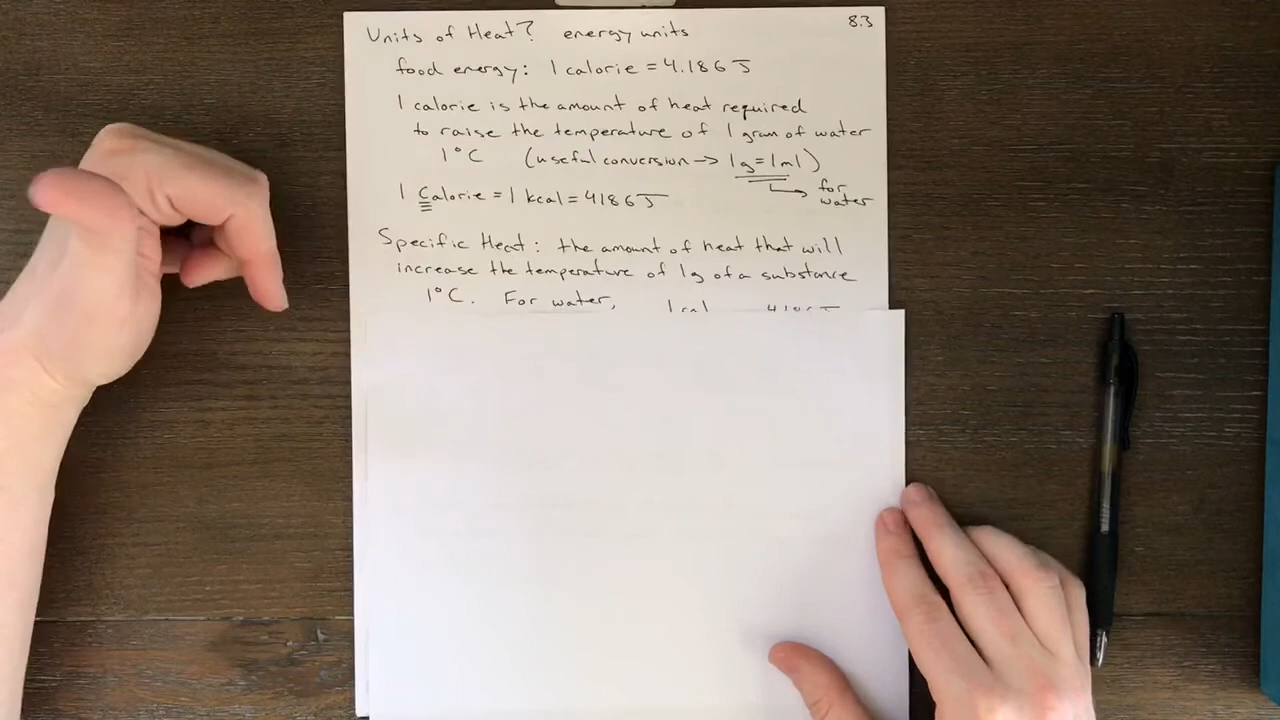 Units of Heat? energy units 8.3
food energy: 1 calorie = 4.186 J
1 calorie is the amount of heat required
to raise the temperature of 1 gram of water
1°C (useful conversion → 1g = 1ml)
for water
1 Calorie = 1 kcal = 4186 J
Specific Heat: the amount of heat that will
increase the temperature of 1g of a substance
1°C. For water, 1 cal